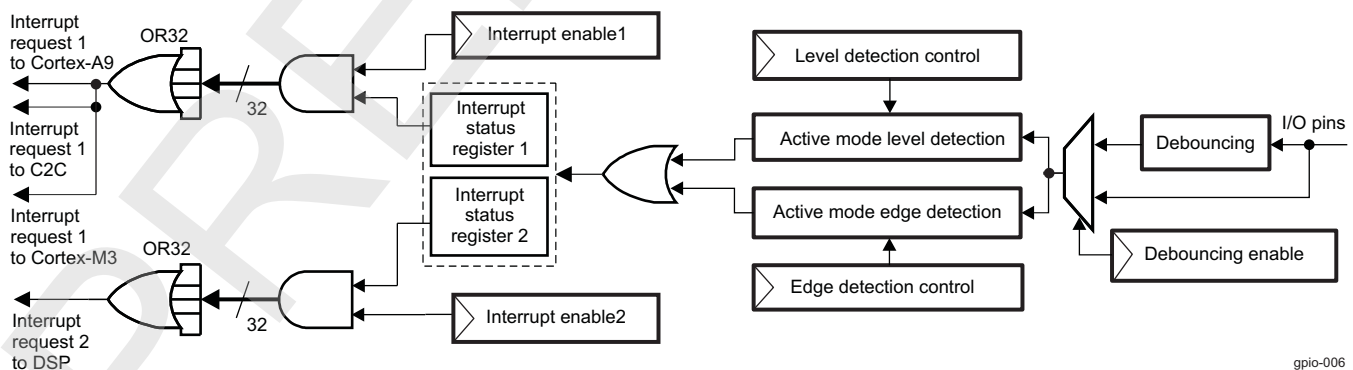 Interrupt
request 1
to Cortex-A9
OR32
32
Interrupt enable1
Level detection control
Interrupt
status
register 1
Active mode level detection
Debouncing
I/O pins
Interrupt
request 1
to C2C
Interrupt
status
register 2
Active mode edge detection
Interrupt
request 1
to Cortex-M3
OR32
32
Debouncing enable
Edge detection control
Interrupt enable2
Interrupt
request 2
to DSP
gpio-006
PRE